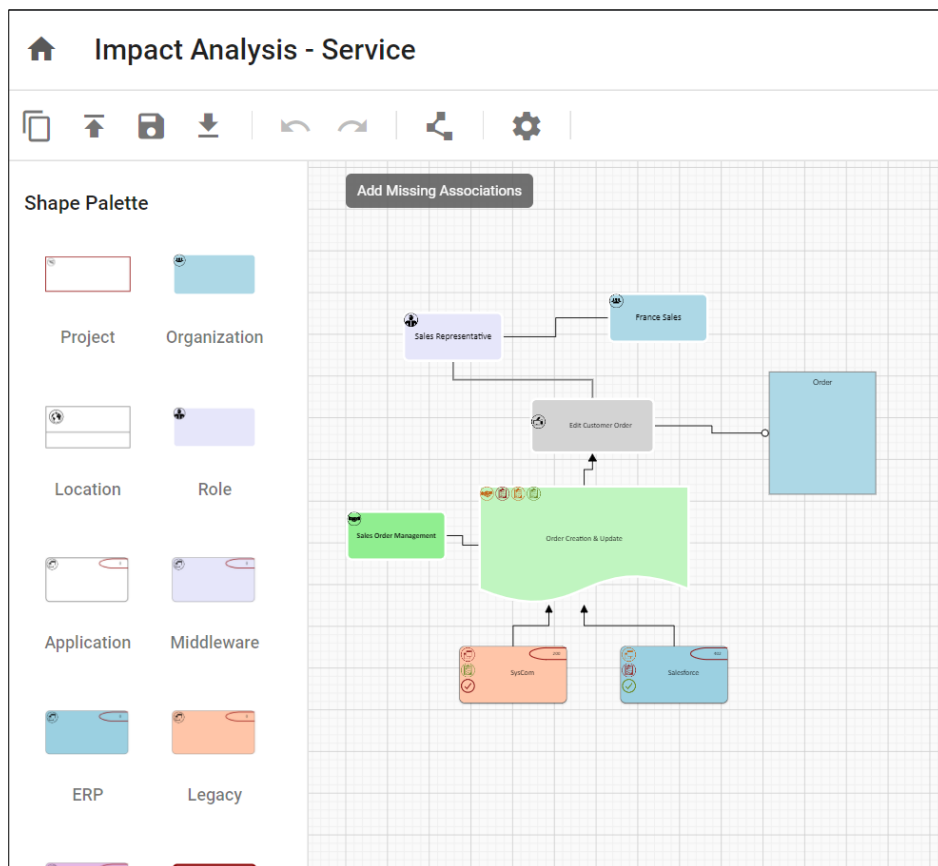 Impact Analysis - Service
Shape Palette
Add Missing Associations
Project
Organization
Location
Role
Application
Middleware
ERP
Legacy
France Sales
Sales Representative
Order
Edit Customer Order
Sales Order Management
Order Creation & Update
SysCom
Salesforce